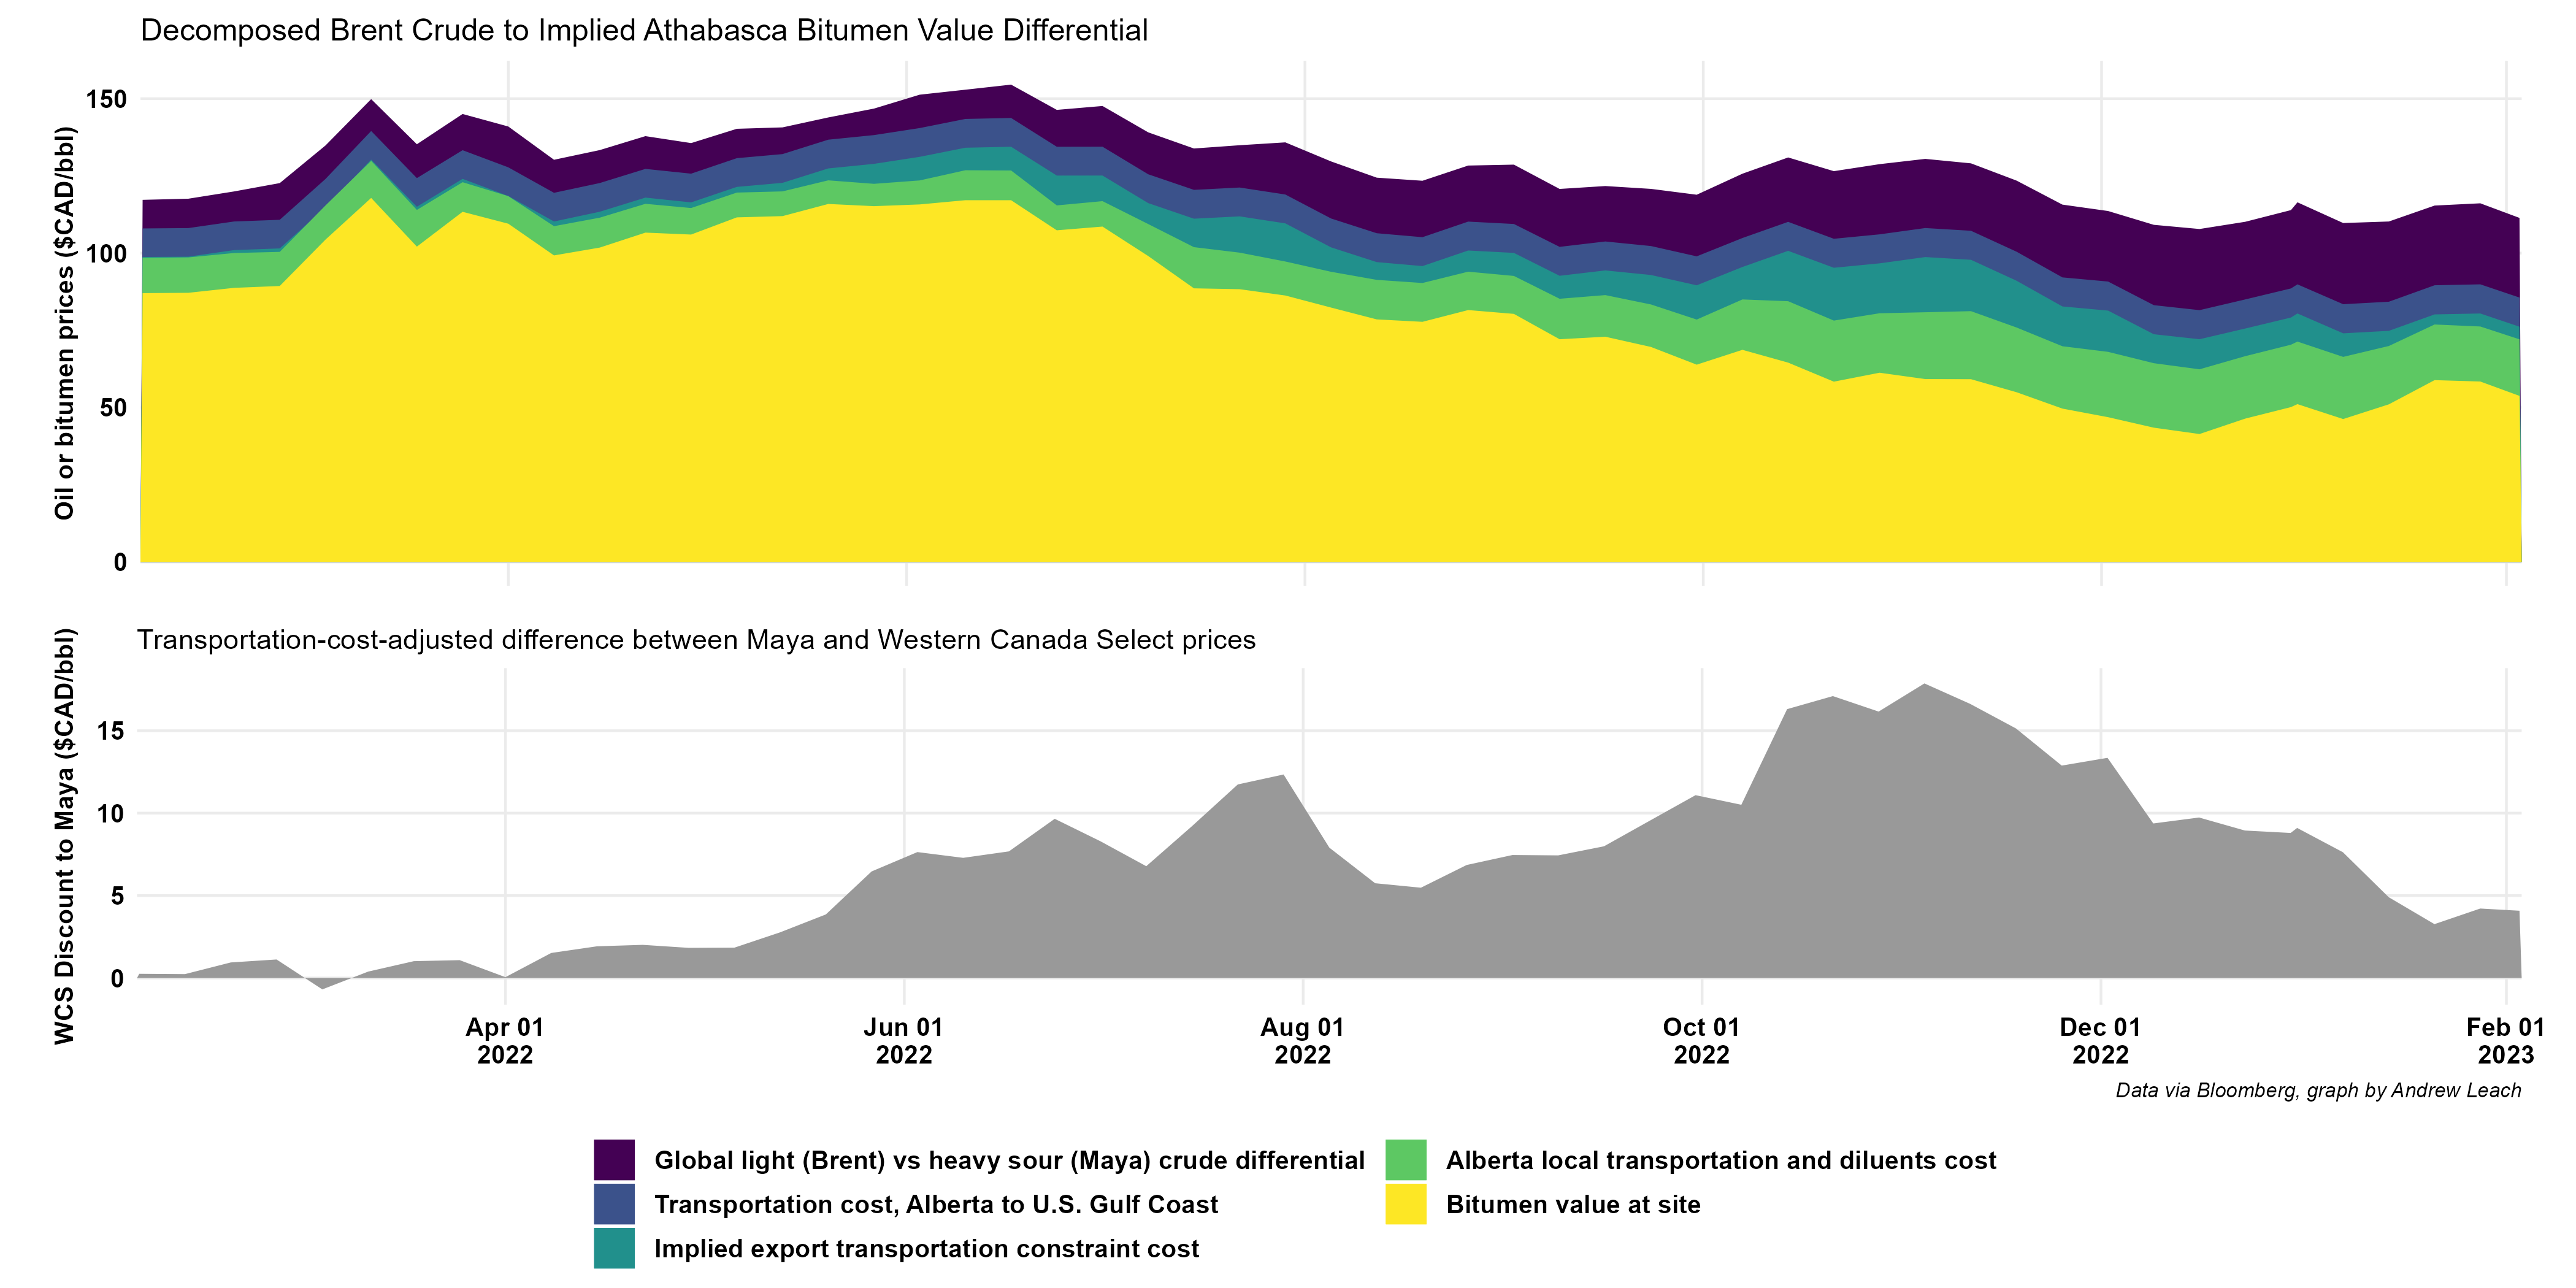 Decomposed Brent Crude to Implied Athabasca Bitumen Value Differential
Oil or bitumen prices ($CAD/bbl)
150
100
50
0
Transportation-cost-adjusted difference between Maya and Western Canada Select prices
WCS Discount to Maya ($CAD/bbl)
15
10
5
0
Apr 01 Jun 01 Aug 01 Oct 01 Dec 01 Feb 01
2022 2022 2022 2022 2022 2023
Data via Bloomberg, graph by Andrew Leach
Global light (Brent) vs heavy sour (Maya) crude differential
Transportation cost, Alberta to U.S. Gulf Coast
Implied export transportation constraint cost
Alberta local transportation and diluents cost
Bitumen value at site